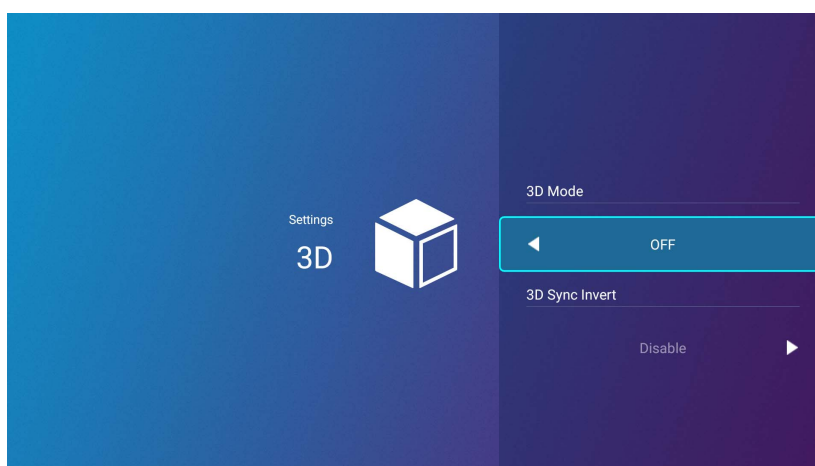 Settings
3D
3D Mode
OFF
3D Sync Invert
Disable